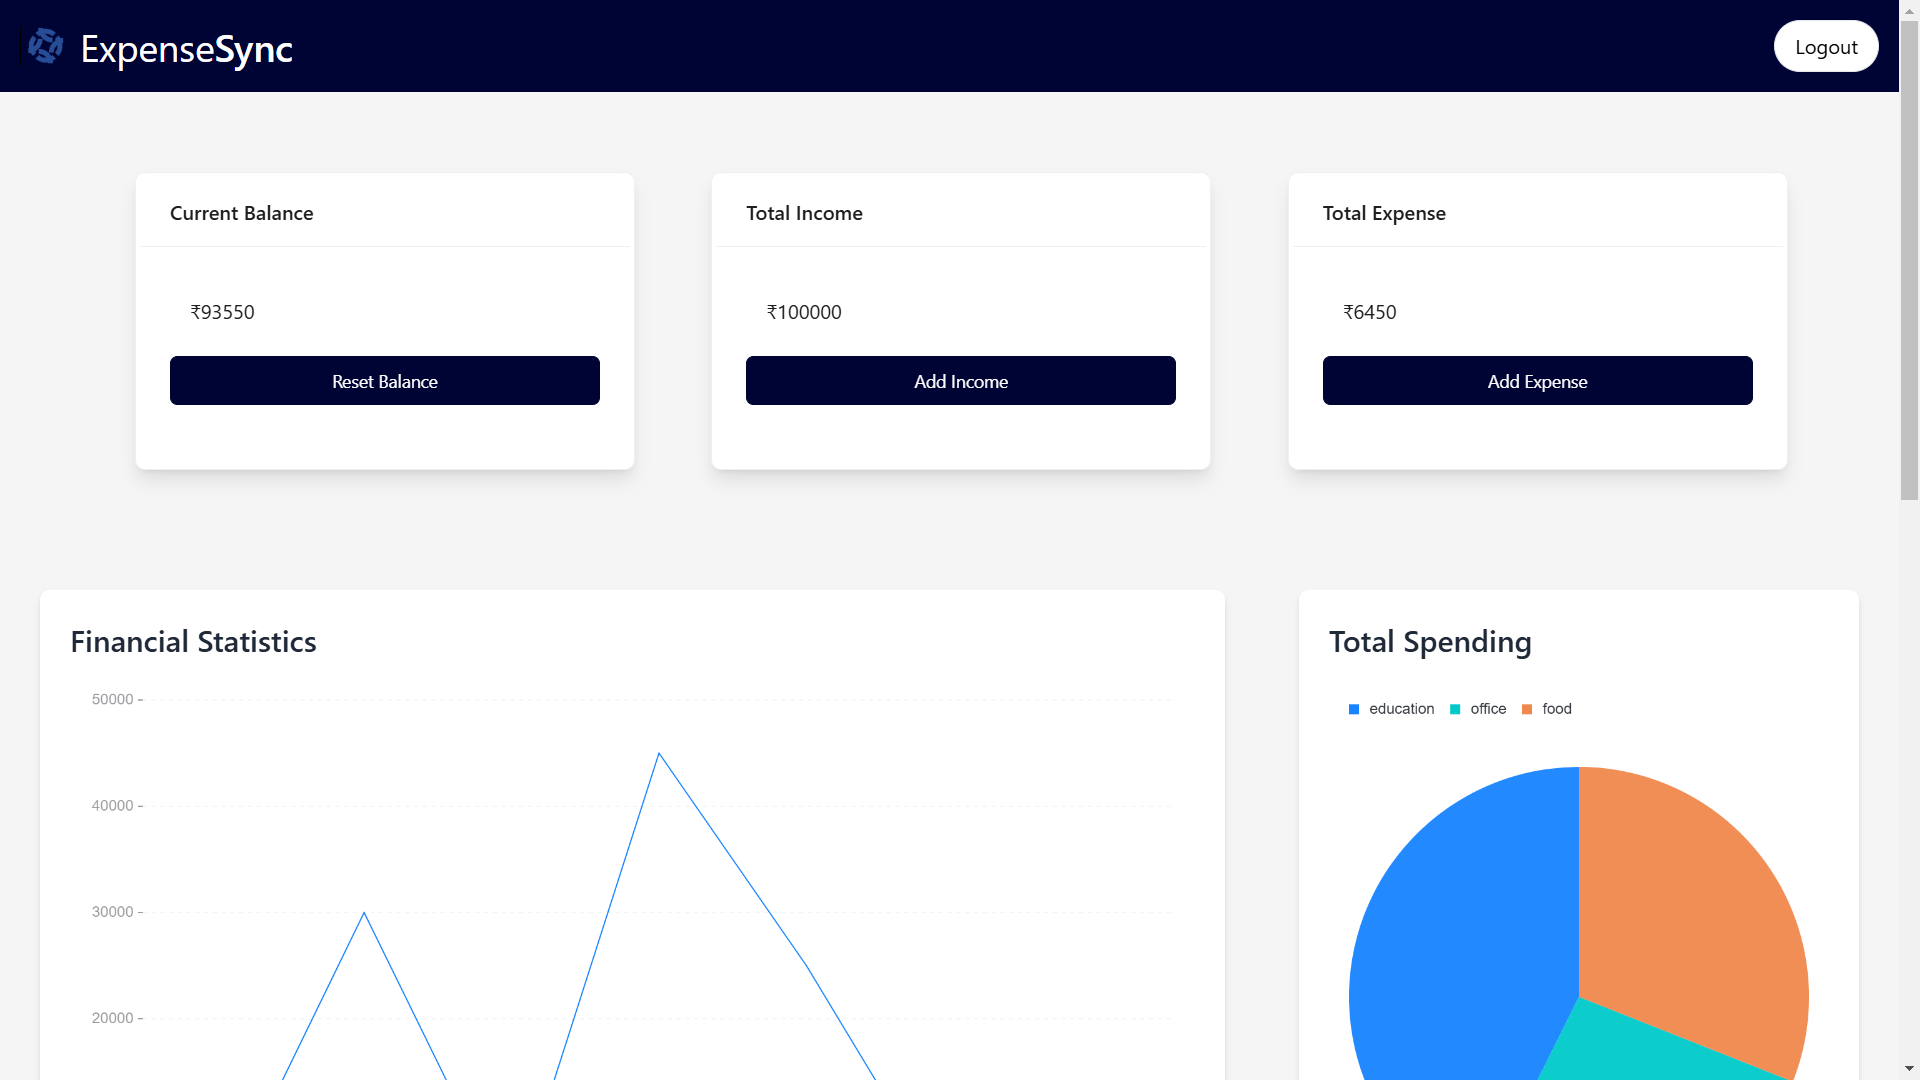 ExpenseSync
Logout
Current Balance
₹93550
Reset Balance
Total Income
₹100000
Add Income
Total Expense
₹6450
Add Expense
Financial Statistics
50000
40000
30000
20000
Total Spending
education office food